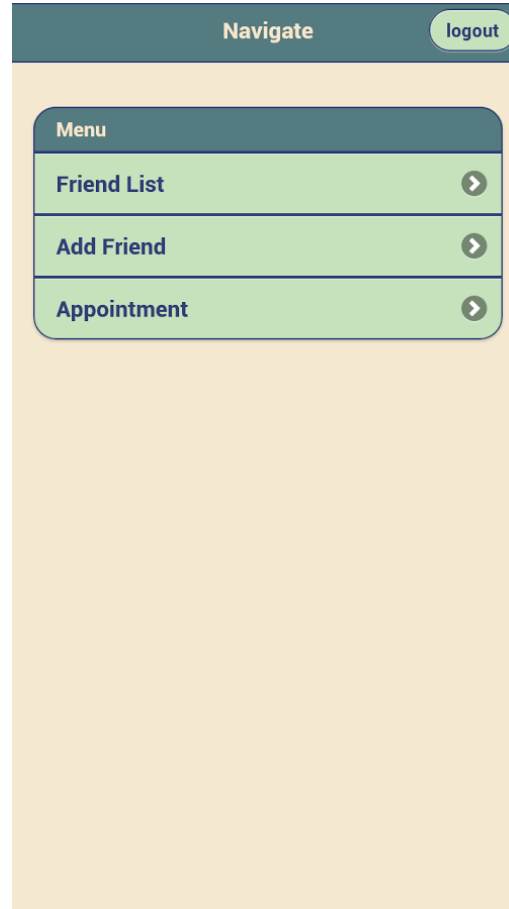 Navigate
logout
Menu
Friend List
Add Friend
Appointment